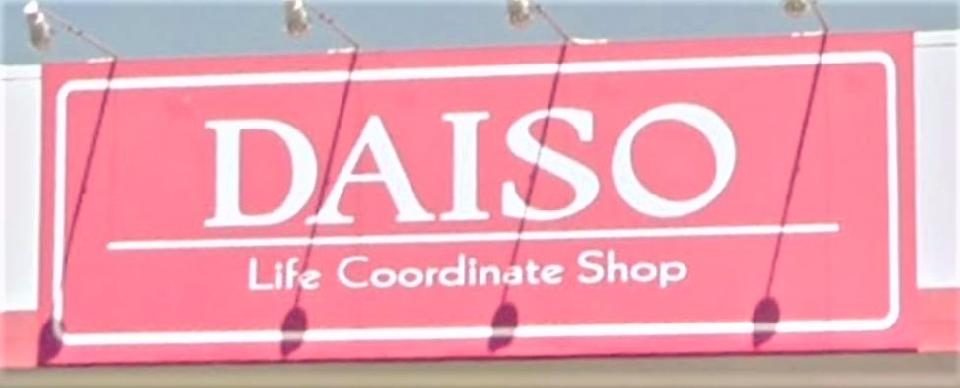 DAISO
Life Coordinate Shop